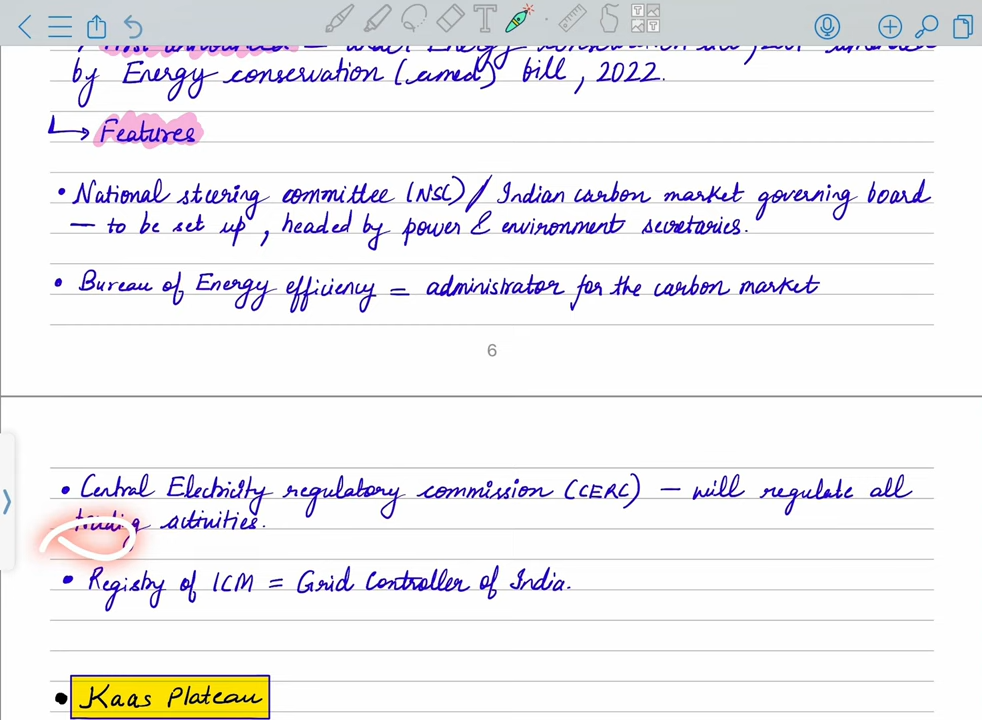 by Energy conservation (amed) bill, 2022.
Features
• National steering committee (NSC) / Indian carbon market governing board
— to be set up, headed by power & environment secretaries.
• Bureau of Energy efficiency = administrator for the carbon market
6
• Central Electricity regulatory commission (CERC) — will regulate all
trading activities.
• Registry of ICM = Grid Controller of India.
• Kaas Plateau